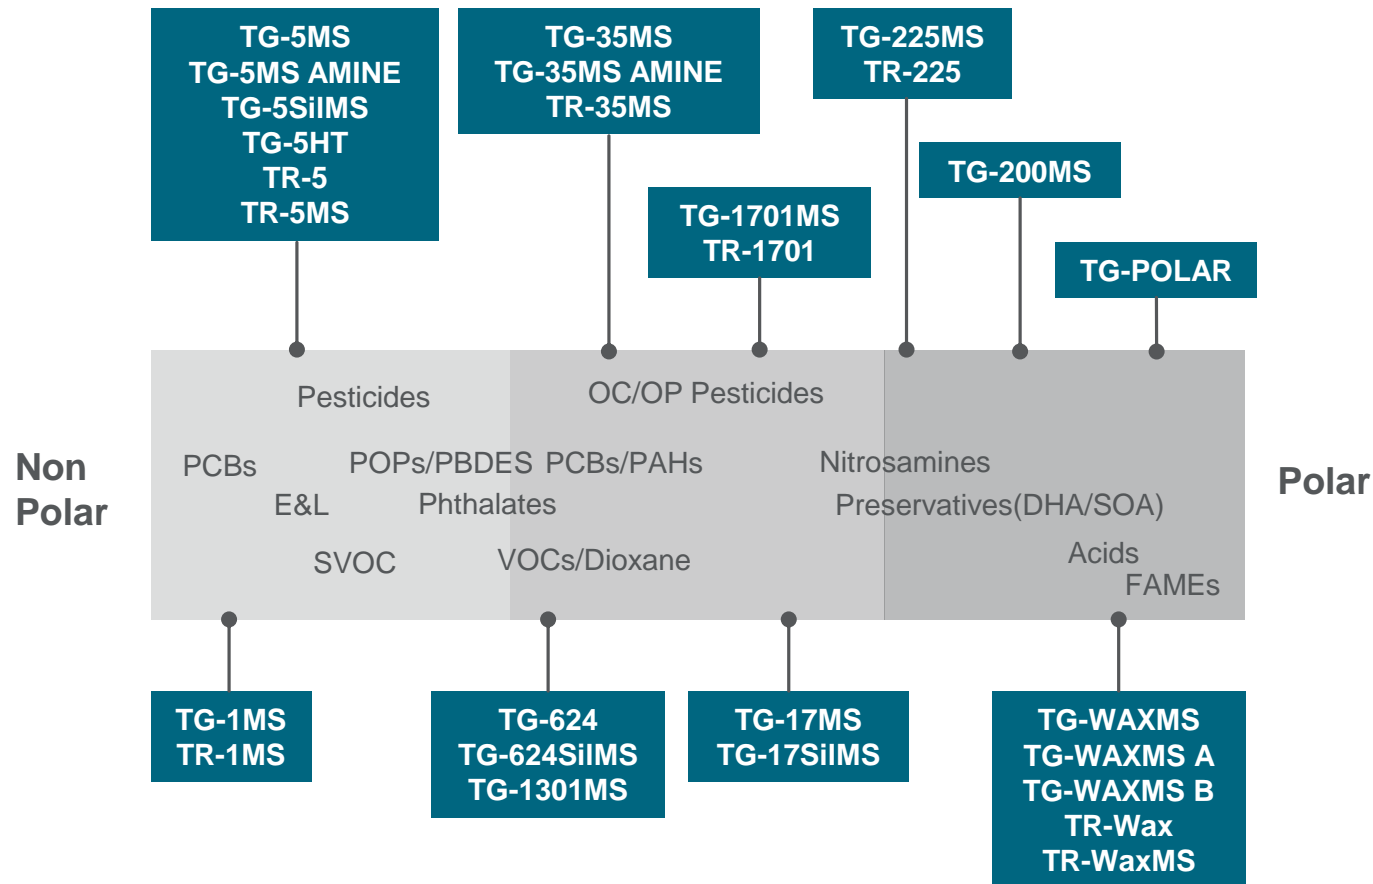 TG-5MS
TG-5MS AMINE
TG-5SilMS
TG-5HT
TR-5
TR-5MS
TG-35MS
TG-35MS AMINE
TR-35MS
TG-225MS
TR-225
TG-200MS
TG-1701MS
TR-1701
TG-POLAR
Non
Polar
Pesticides
OC/OP Pesticides
PCBs
POPs/PBDES
PCBs/PAHs
Nitrosamines
E&L
Phthalates
Preservatives(DHA/SOA)
SVOC
VOCs/Dioxane
Acids
FAMEs
Polar
TG-1MS
TR-1MS
TG-624
TG-624SilMS
TG-1301MS
TG-17MS
TG-17SilMS
TG-WAXMS
TG-WAXMS A
TG-WAXMS B
TR-Wax
TR-WaxMS